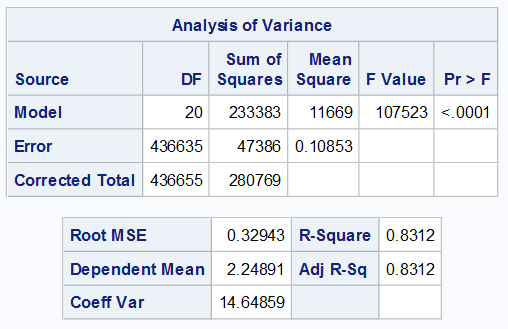 Analysis of Variance
Source DF Sum of Squares Mean Square F Value Pr > F
Model 20 233383 11669 107523 <.0001
Error 436635 47386 0.10853
Corrected Total 436655 280769
Root MSE 0.32943 R-Square 0.8312
Dependent Mean 2.24891 Adj R-Sq 0.8312
Coeff Var 14.64859